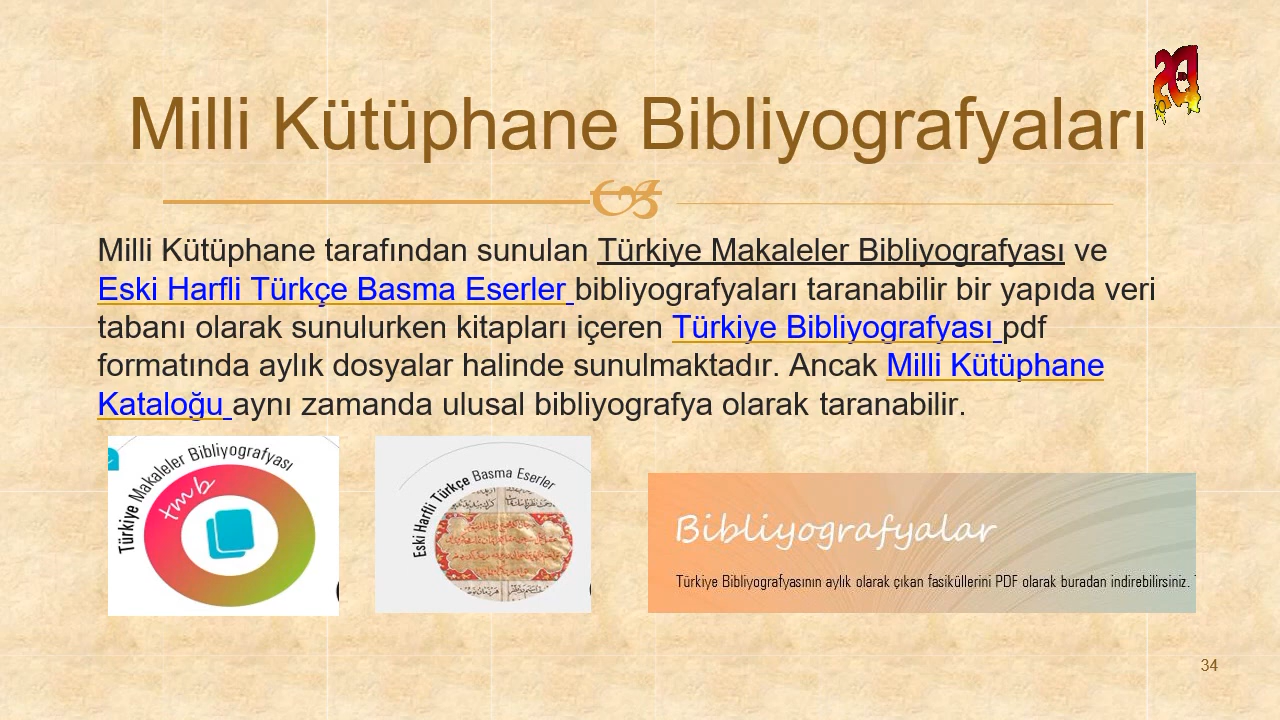 Milli Kütüphane Bibliyografyaları
Milli Kütüphane tarafından sunulan Türkiye Makaleler Bibliyografyası ve
Eski Harfli Türkçe Basma Eserler bibliyografyaları taranabilir bir yapıda veri
tabanı olarak sunulurken kitapları içeren Türkiye Bibliyografyası pdf
formatında aylık dosyalar halinde sunulmaktadır. Ancak Milli Kütüphane
Kataloğu aynı zamanda ulusal bibliyografya olarak taranabilir.
Türkiye Makaleler Bibliyografyası
tmb
Eski Harfli Türkçe Basma Eserler
Bibliyografyalar
Türkiye Bibliyografyasının aylık olarak çıkan fasiküllerini PDF olarak buradan indirebilirsiniz.
34